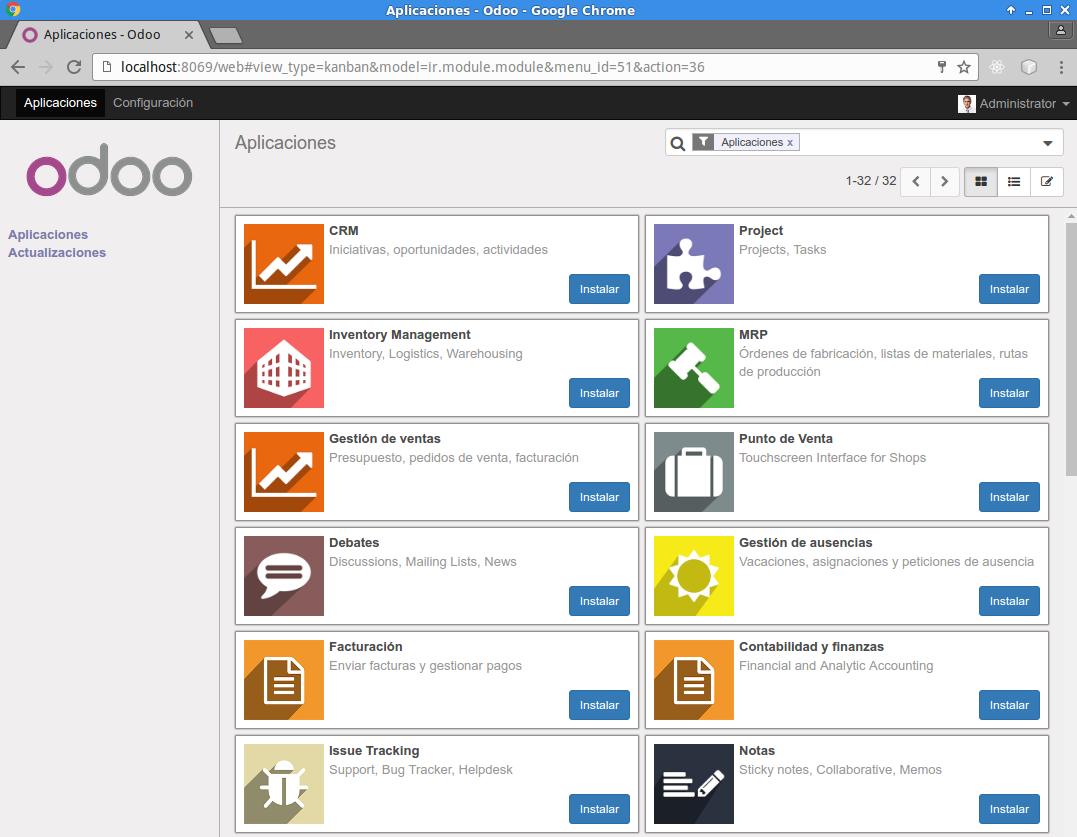 Aplicaciones - Odoo - Google Chrome
Aplicaciones - Odoo
localhost:8069/web#view_type=kanban&model=ir.module.module&menu_id=51&action=36
Aplicaciones Configuración Administrator
odoo
Aplicaciones
Actualizaciones
Aplicaciones
Aplicaciones x
1-32 / 32
CRM
Iniciativas, oportunidades, actividades
Instalar
Project
Projects, Tasks
Instalar
Inventory Management
Inventory, Logistics, Warehousing
Instalar
MRP
Órdenes de fabricación, listas de materiales, rutas
de producción
Instalar
Gestión de ventas
Presupuesto, pedidos de venta, facturación
Instalar
Punto de Venta
Touchscreen Interface for Shops
Instalar
Debates
Discussions, Mailing Lists, News
Instalar
Gestión de ausencias
Vacaciones, asignaciones y peticiones de ausencia
Instalar
Facturación
Enviar facturas y gestionar pagos
Instalar
Contabilidad y finanzas
Financial and Analytic Accounting
Instalar
Issue Tracking
Support, Bug Tracker, Helpdesk
Instalar
Notas
Sticky notes, Collaborative, Memos
Instalar